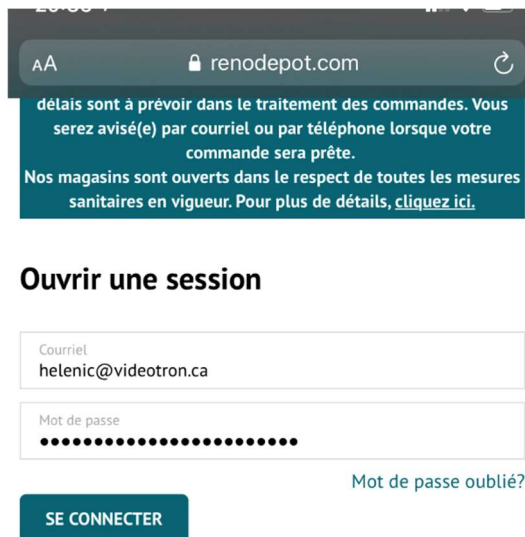 AA renodepot.com
délais sont à prévoir dans le traitement des commandes. Vous
serez avisé(e) par courriel ou par téléphone lorsque votre
commande sera prête.
Nos magasins sont ouverts dans le respect de toutes les mesures
sanitaires en vigueur. Pour plus de détails, cliquez ici.
Ouvrir une session
Courriel
helenic@videotron.ca
Mot de passe
••••••••••••••••••••••••
Mot de passe oublié?
SE CONNECTER